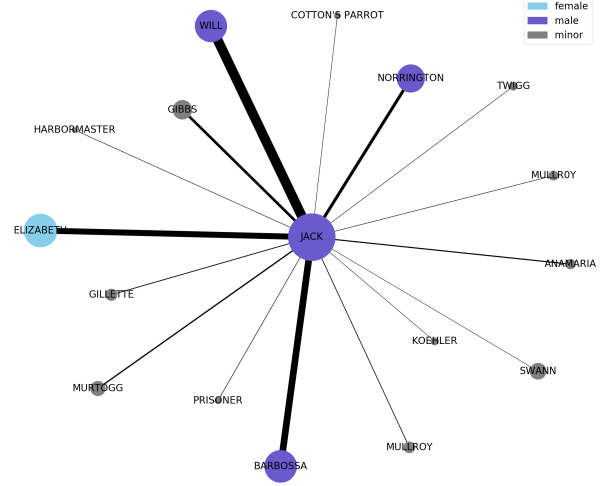 COTTON'S PARROT
female
male
minor
WILL
NORRINGTON
TWIGG
GIBBS
HARBORMASTER
MULLR0Y
ELIZABETH
JACK
ANAMARIA
GILLETTE
KOEHLER
SWANN
MURTOGG
PRISONER
MULLROY
BARBOSSA